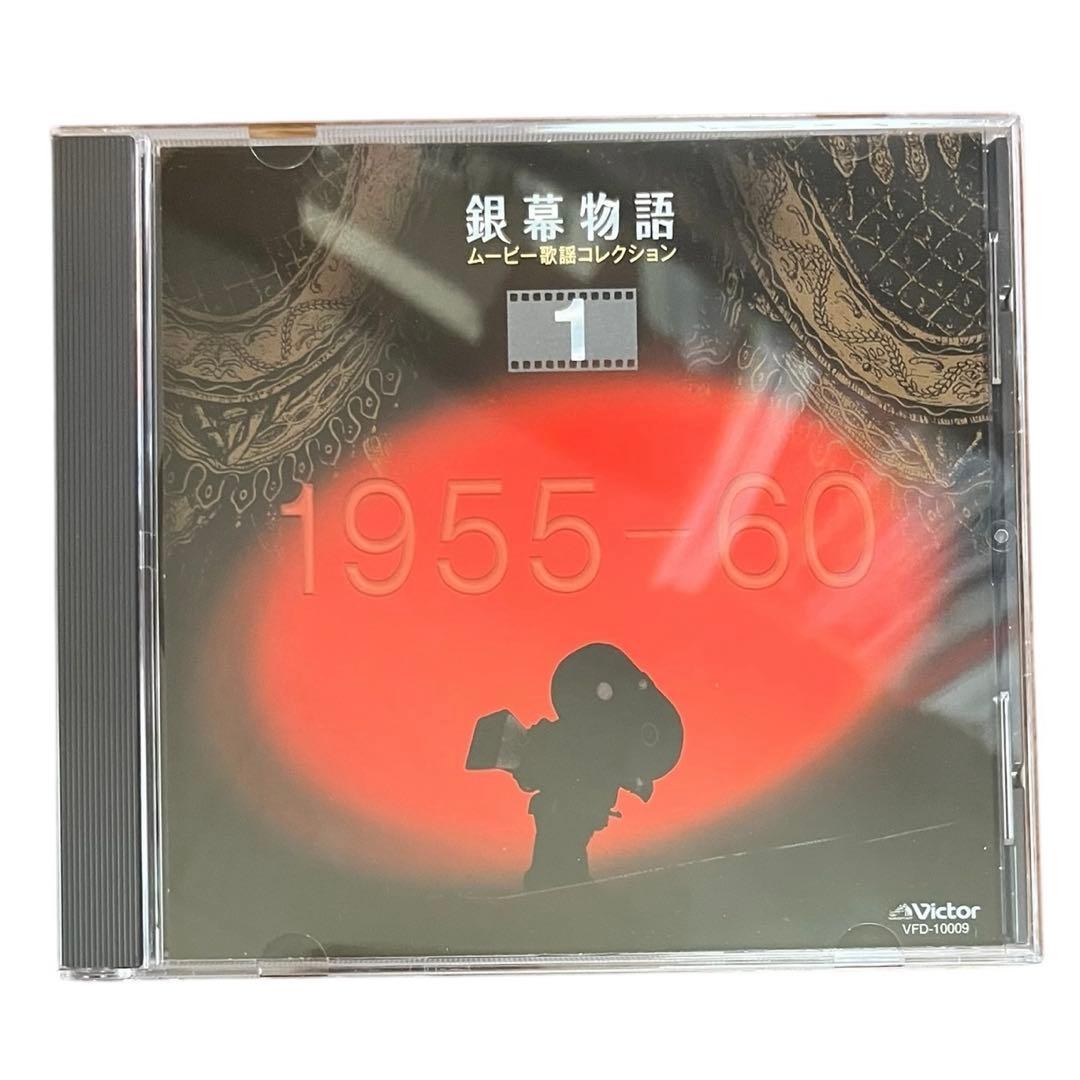 銀幕物語
ムービー歌謡コレクション
1
1955-60
Victor
VFD-10009